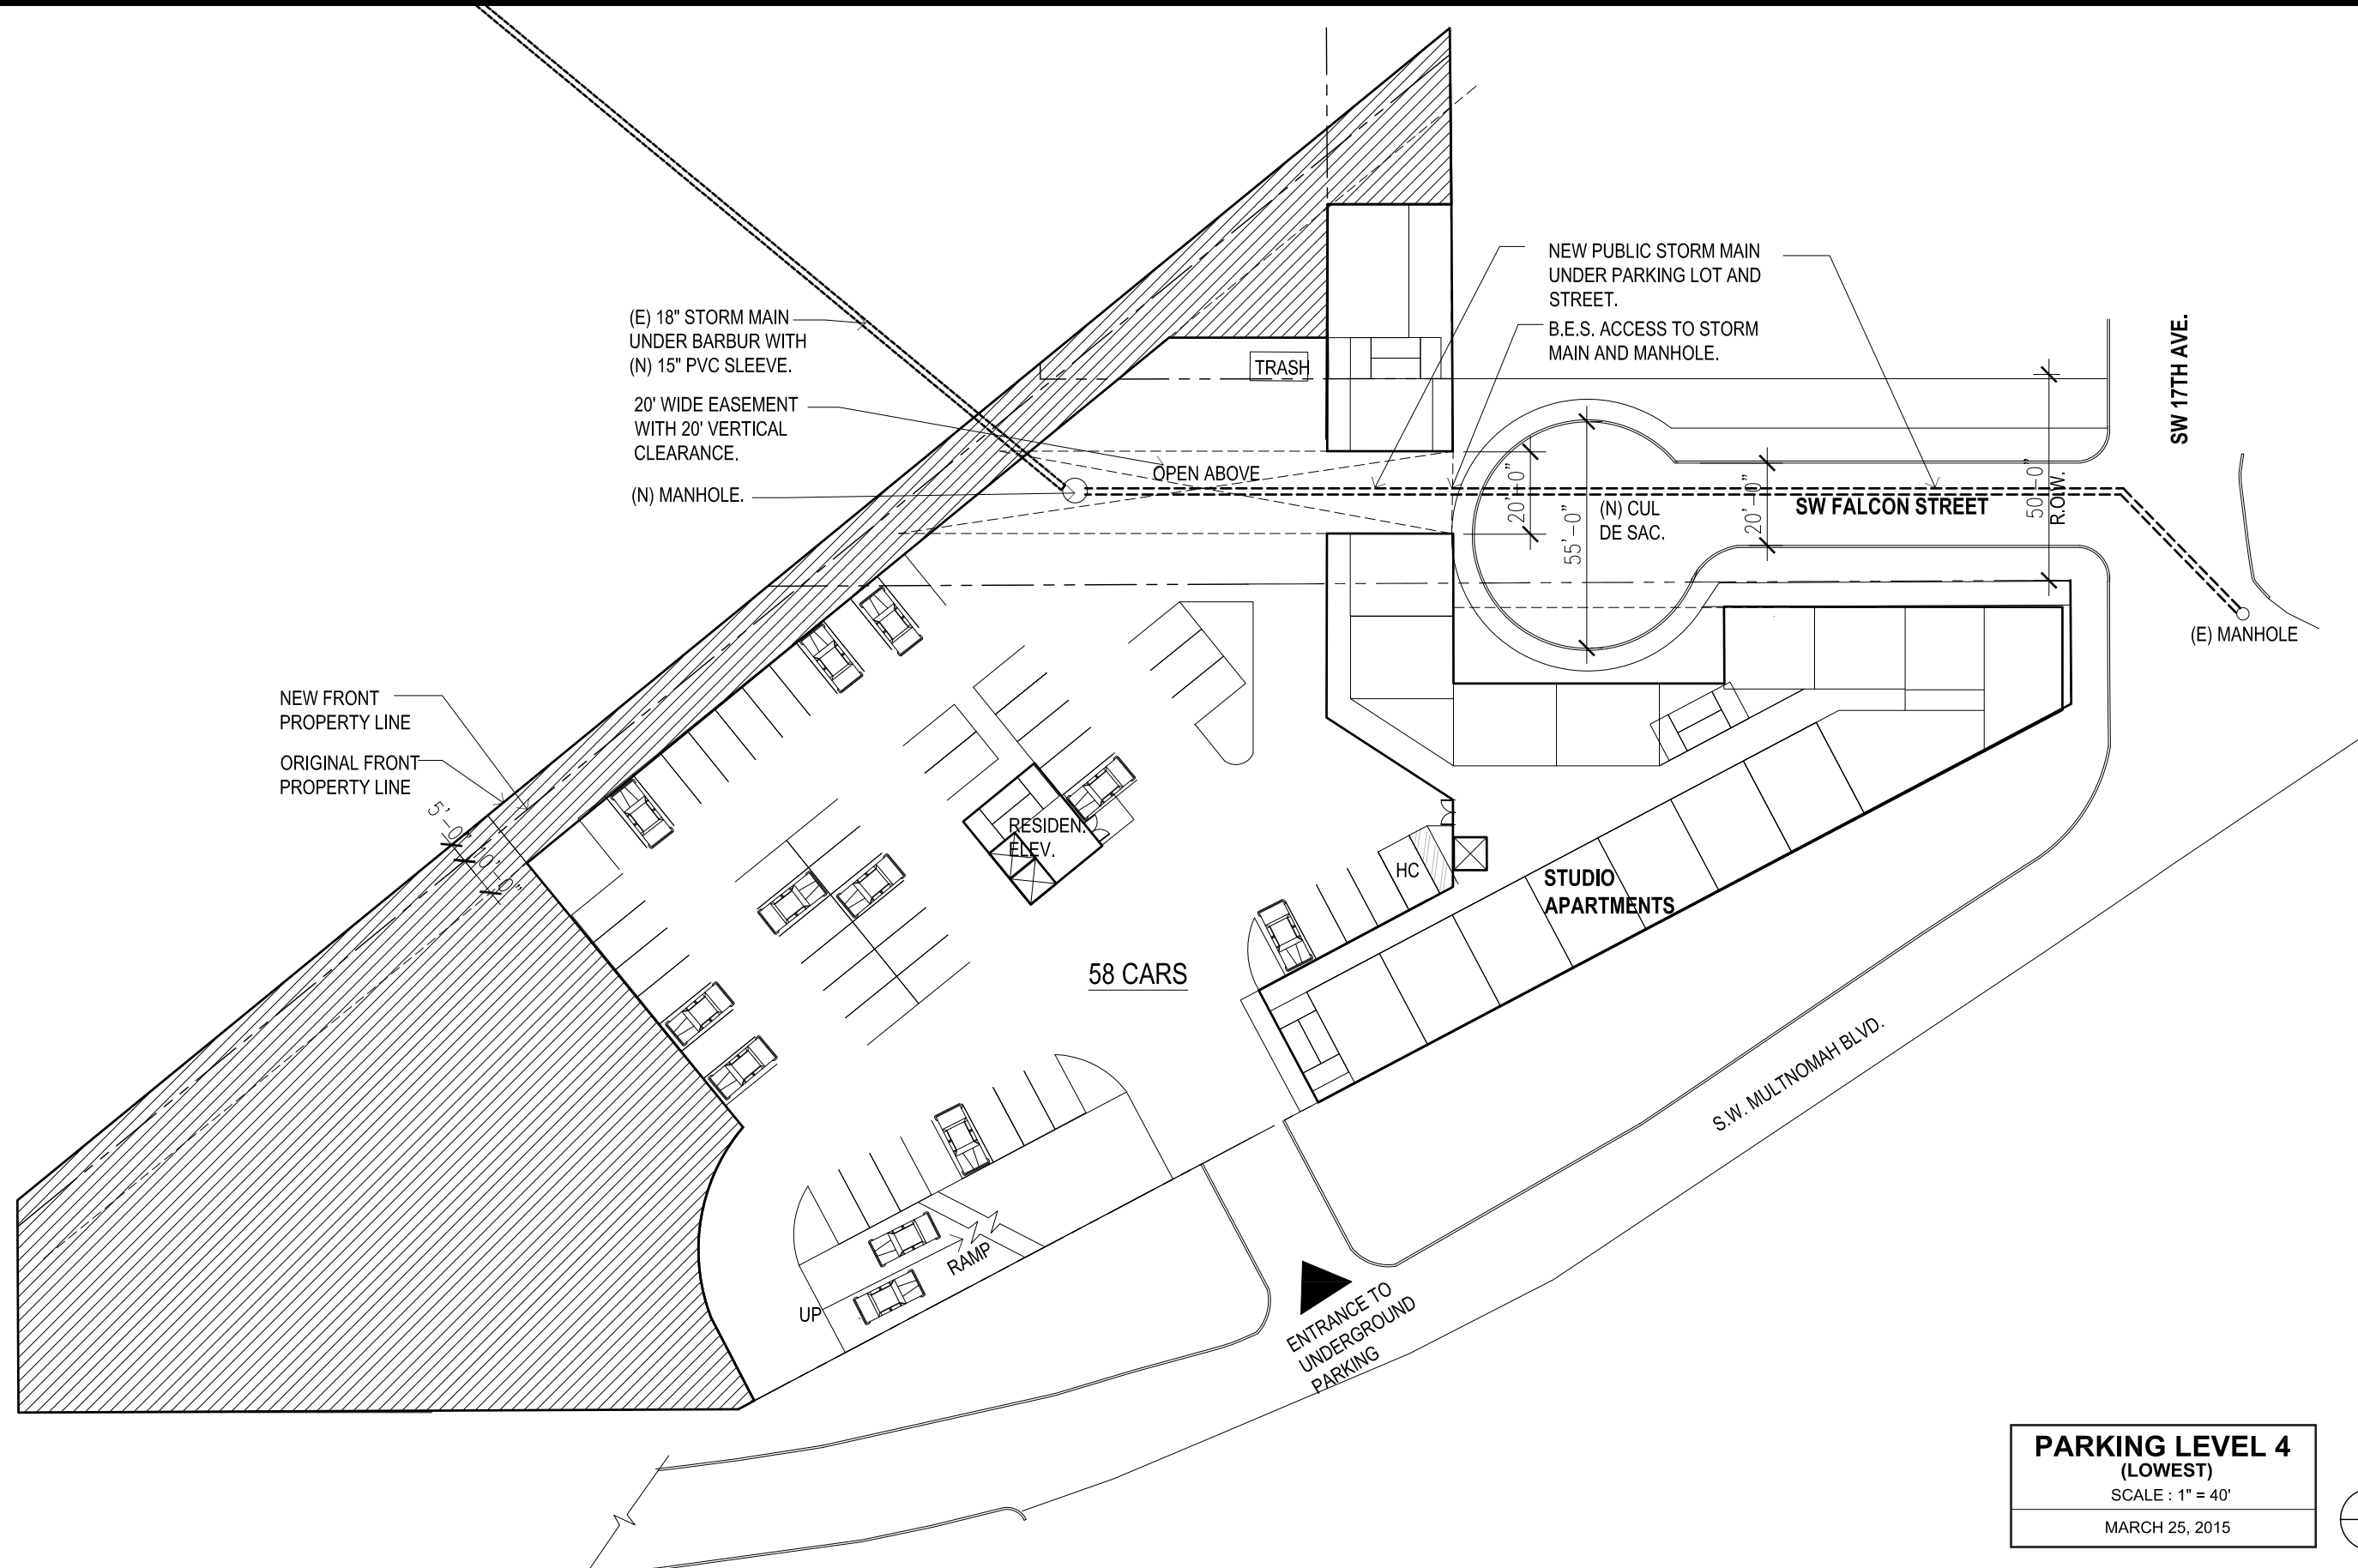 (E) 18" STORM MAIN
UNDER BARBUR WITH
(N) 15" PVC SLEEVE.
20' WIDE EASEMENT
WITH 20' VERTICAL
CLEARANCE.
(N) MANHOLE.
NEW PUBLIC STORM MAIN
UNDER PARKING LOT AND
STREET.
B.E.S. ACCESS TO STORM
MAIN AND MANHOLE.
TRASH
OPEN ABOVE
20'-0"
55'-0"
(N) CUL
DE SAC.
20'-0"
SW FALCON STREET
50'-0"
R.O.W.
SW 17TH AVE.
(E) MANHOLE
NEW FRONT
PROPERTY LINE
ORIGINAL FRONT
PROPERTY LINE
RESIDEN.
ELEV.
HC
STUDIO
APARTMENTS
58 CARS
S.W. MULTNOMAH BLVD.
RAMP
UP
ENTRANCE TO
UNDERGROUND
PARKING
PARKING LEVEL 4
(LOWEST)
SCALE : 1" = 40'
MARCH 25, 2015